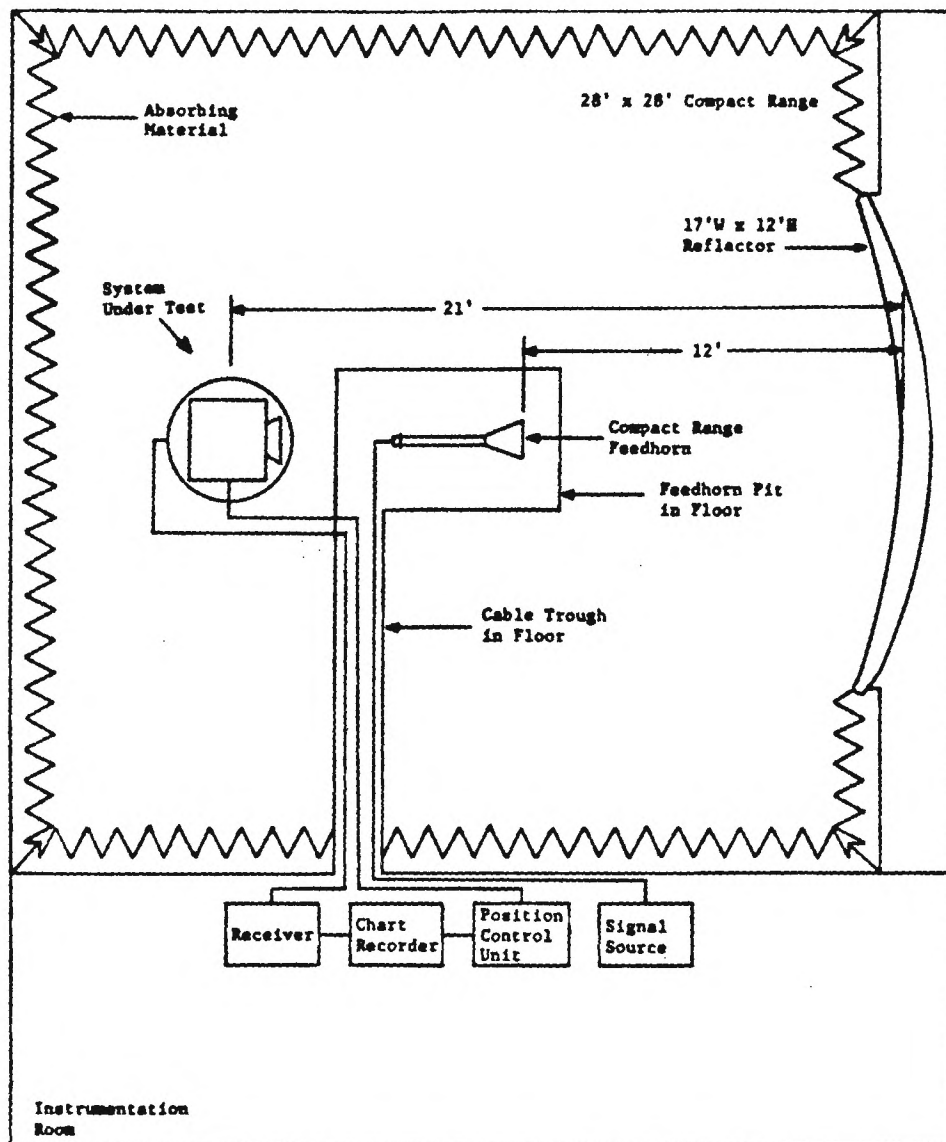 Absorbing
Material
28' x 28' Compact Range
17'W x 12'H
Reflector
System
Under Test
21'
12'
Compact Range
Feedhorn
Feedhorn Pit
in Floor
Cable Trough
in Floor
Receiver
Chart
Recorder
Position
Control
Unit
Signal
Source
Instrumentation
Room